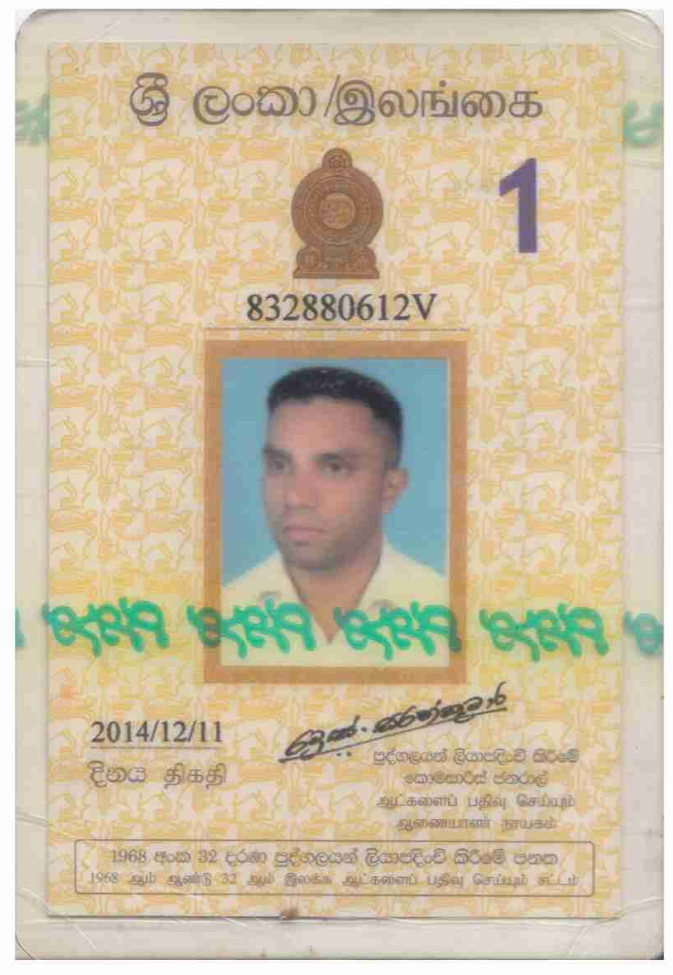 ශ්‍රී ලංකා/இலங்கை
1
832880612V
2014/12/11
දිනය திகதி
පුද්ගලයන් ලියාපදිංචි කිරීමේ
කොමසාරිස් ජනරාල්
ஆட்களைப் பதிவு செய்யும்
ஆணையாளர் நாயகம்
1968 අංක 32 දරණ පුද්ගලයන් ලියාපදිංචි කිරීමේ පනත
1968 ஆம் ஆண்டு 32 ஆம் இலக்க ஆட்களைப் பதிவு செய்யும் சட்டம்